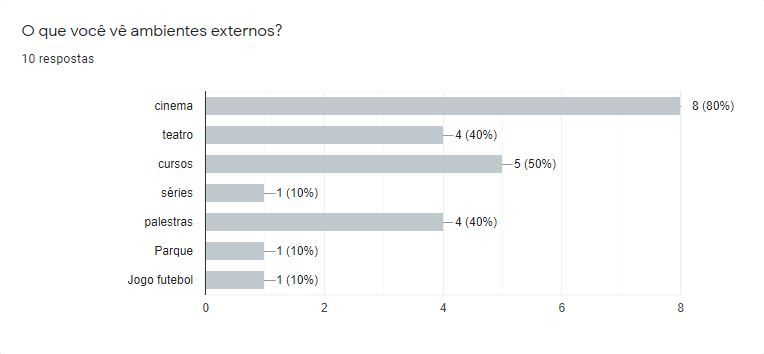 O que você vê ambientes externos?
10 respostas
cinema 8 (80%)
teatro 4 (40%)
cursos 5 (50%)
séries 1 (10%)
palestras 4 (40%)
Parque 1 (10%)
Jogo futebol 1 (10%)
0 2 4 6 8